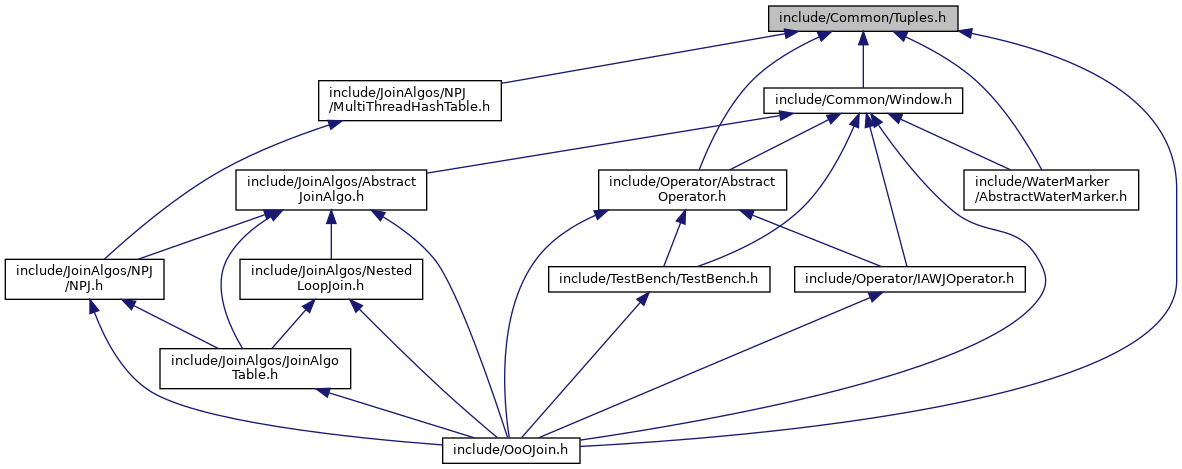 include/Common/Tuples.h
include/JoinAlgos/NPJ
/MultiThreadHashTable.h
include/Common/Window.h
include/JoinAlgos/Abstract
JoinAlgo.h
include/Operator/Abstract
Operator.h
include/WaterMarker
/AbstractWaterMarker.h
include/JoinAlgos/NPJ
/NPJ.h
include/JoinAlgos/Nested
LoopJoin.h
include/TestBench/TestBench.h
include/Operator/IAWJOperator.h
include/JoinAlgos/JoinAlgo
Table.h
include/OoOJoin.h